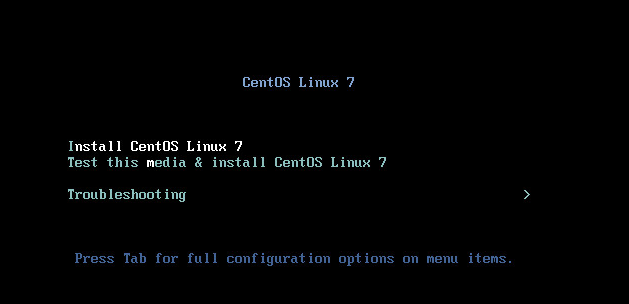 CentOS Linux 7
Install CentOS Linux 7
Test this media & install CentOS Linux 7
Troubleshooting >
Press Tab for full configuration options on menu items.